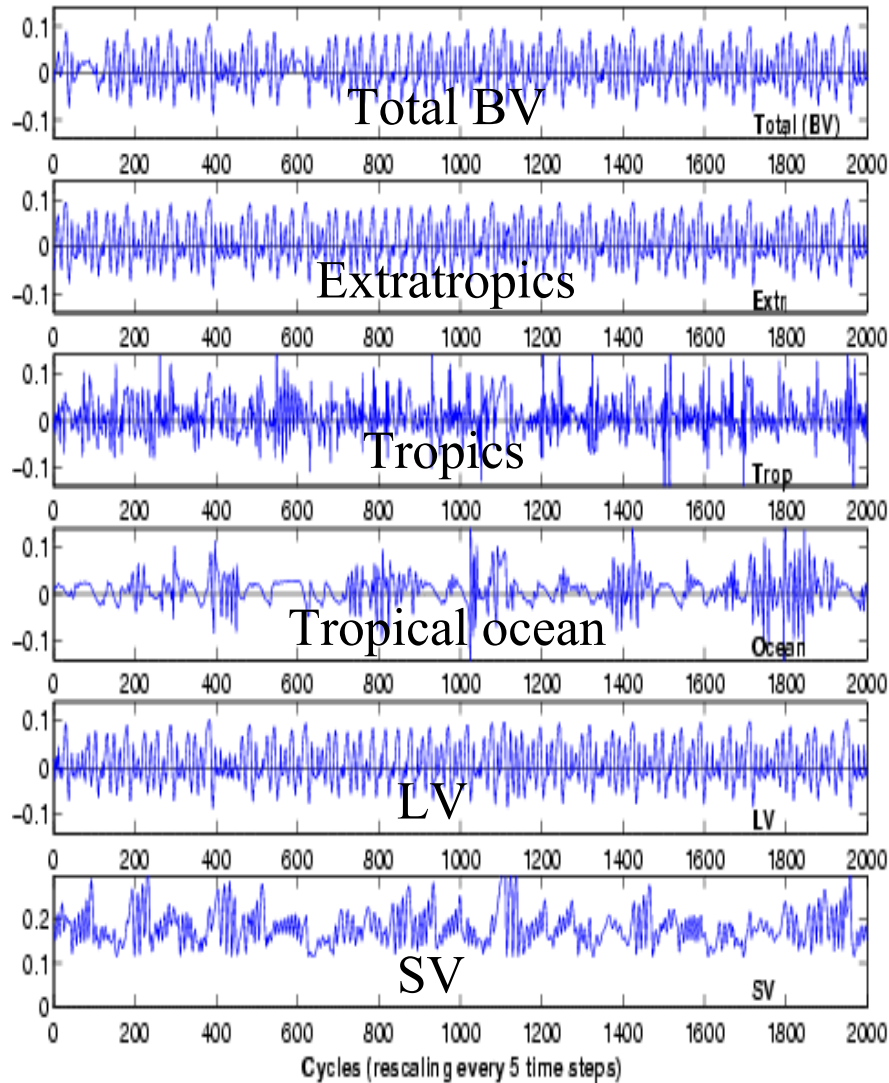 0.1
0
−0.1
Total BV
Total (BV)
0 200 400 600 800 1000 1200 1400 1600 1800 2000
0.1
0
−0.1
Extratropics
Extr
0 200 400 600 800 1000 1200 1400 1600 1800 2000
0.1
0
−0.1
Tropics
Trop
0 200 400 600 800 1000 1200 1400 1600 1800 2000
0.1
0
−0.1
Tropical ocean
Ocean
0 200 400 600 800 1000 1200 1400 1600 1800 2000
0.1
0
−0.1
LV
LV
0 200 400 600 800 1000 1200 1400 1600 1800 2000
0.2
0.1
0
SV
SV
0 200 400 600 800 1000 1200 1400 1600 1800 2000
Cycles (rescaling every 5 time steps)